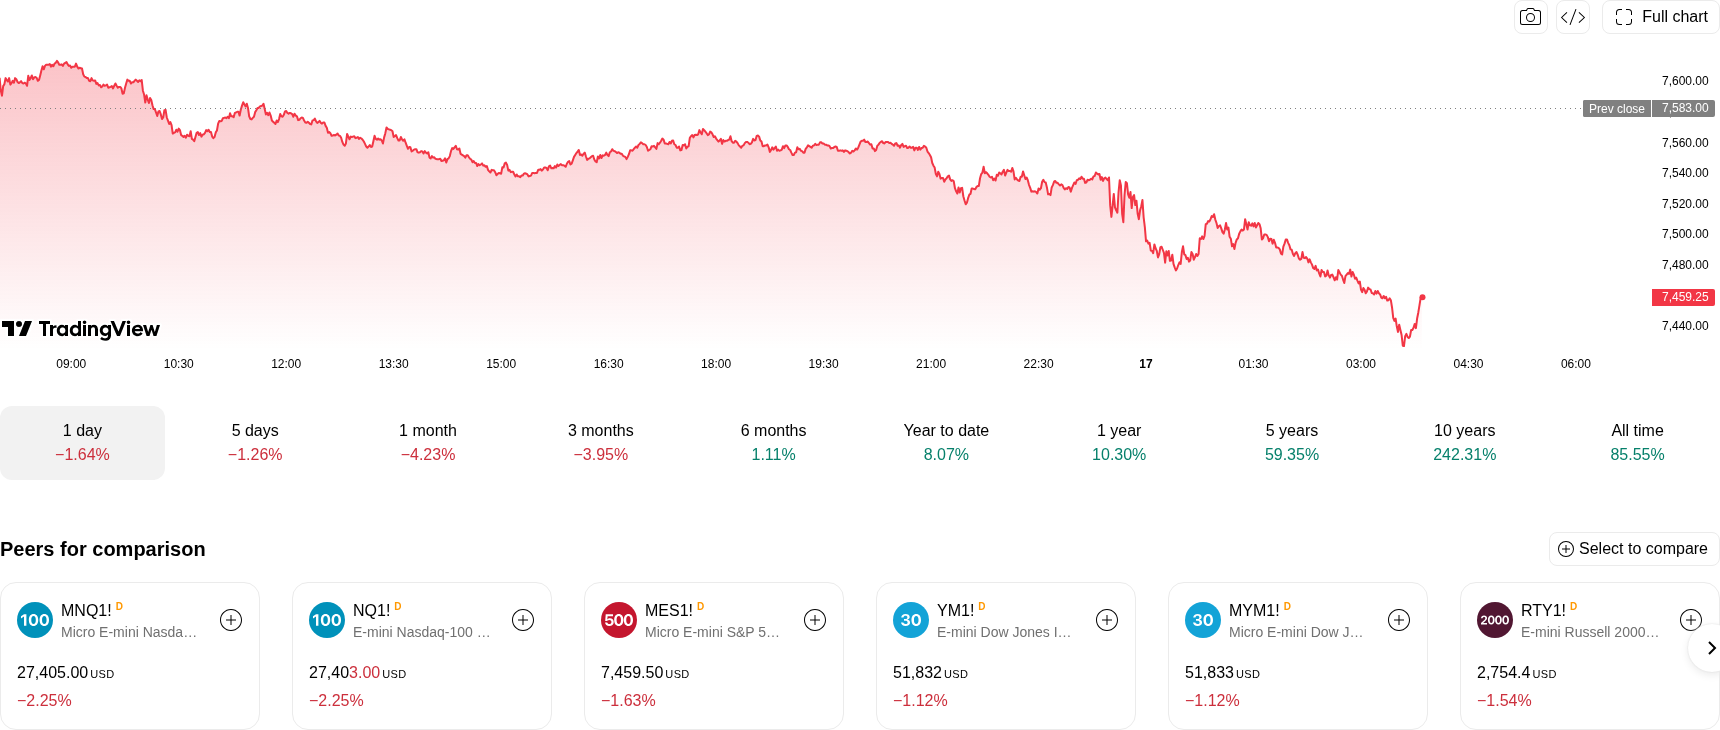 Full chart
7,600.00
Prev close 7,583.00
7,560.00
7,540.00
7,520.00
7,500.00
7,480.00
7,459.25
7,440.00
TradingView
09:00 10:30 12:00 13:30 15:00 16:30 18:00 19:30 21:00 22:30 17 01:30 03:00 04:30 06:00
1 day 5 days 1 month 3 months 6 months Year to date 1 year 5 years 10 years All time
−1.64% −1.26% −4.23% −3.95% 1.11% 8.07% 10.30% 59.35% 242.31% 85.55%
Peers for comparison
Select to compare
100 MNQ1! D
Micro E-mini Nasda…
27,405.00 USD
−2.25%
100 NQ1! D
E-mini Nasdaq-100 …
27,403.00 USD
−2.25%
500 MES1! D
Micro E-mini S&P 5…
7,459.50 USD
−1.63%
30 YM1! D
E-mini Dow Jones I…
51,832 USD
−1.12%
30 MYM1! D
Micro E-mini Dow J…
51,833 USD
−1.12%
2000 RTY1! D
E-mini Russell 2000…
2,754.4 USD
−1.54%